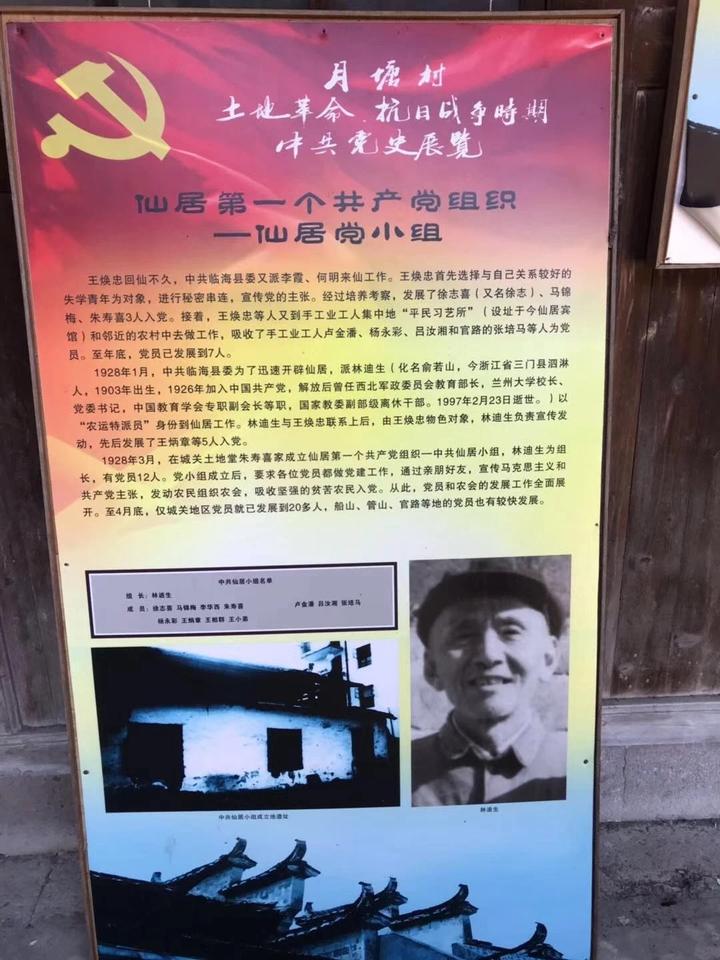 月塘村
土地革命、抗日战争時期
中共党史展覽
仙居第一个共产党组织
—仙居党小组
王焕忠回仙不久，中共临海县委又派李霞、何明来仙工作。王焕忠首先选择与自己关系较好的
失学青年为对象，进行秘密串连，宣传党的主张。经过培养考察，发展了徐志喜（又名徐志）、马锦
梅、朱寿喜3人入党。接着，王焕忠等人又到手工业工人集中地“平民习艺所”（设址于今仙居宾
馆）和邻近的农村中去做工作，吸收了手工业工人卢金潘、杨永彩、吕汝湘和官路的张培马等人为党
员。至年底，党员已发展到7人。
1928年1月，中共临海县委为了迅速开辟仙居，派林迪生（化名俞若山，今浙江省三门县泗淋
人，1903年出生，1926年加入中国共产党，解放后曾任西北军政委员会教育部长，兰州大学校长、
党委书记，中国教育学会专职副会长等职，国家教委副部级离休干部。1997年2月23日逝世。）以
“农运特派员”身份到仙居工作。林迪生与王焕忠联系上后，由王焕忠物色对象，林迪生负责宣传发
动，先后发展了王炳章等5人入党。
1928年3月，在城关土地堂朱寿喜家成立仙居第一个共产党组织—中共仙居小组，林迪生为组
长，有党员12人。党小组成立后，要求各位党员都做党建工作，通过亲朋好友，宣传马克思主义和
共产党主张，发动农民组织农会，吸收坚强的贫苦农民入党。从此，党员和农会的发展工作全面展
开。至4月底，仅城关地区党员就已发展到20多人，船山、管山、官路等地的党员也有较快发展。
中共仙居小组名单
组 长：林迪生
成 员：徐志喜 马锦梅 李华西 朱寿喜 卢金潘 吕汝湘 张培马
杨永彩 王炳章 王相群 王小弟
中共仙居小组成立地遗址
林迪生